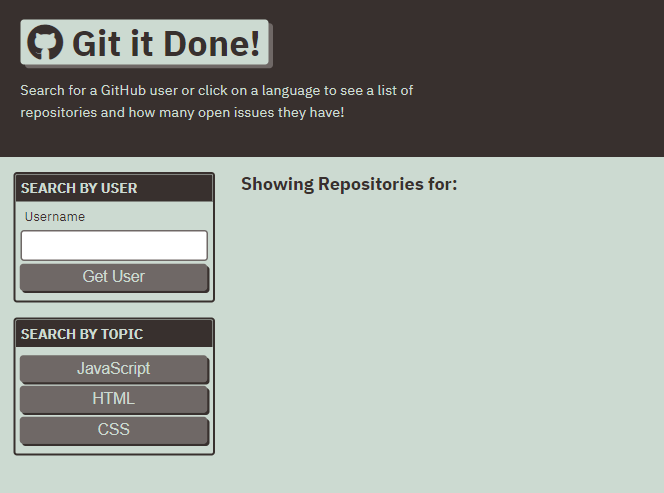 Git it Done!
Search for a GitHub user or click on a language to see a list of
repositories and how many open issues they have!
SEARCH BY USER
Username
Get User
SEARCH BY TOPIC
JavaScript
HTML
CSS
Showing Repositories for: